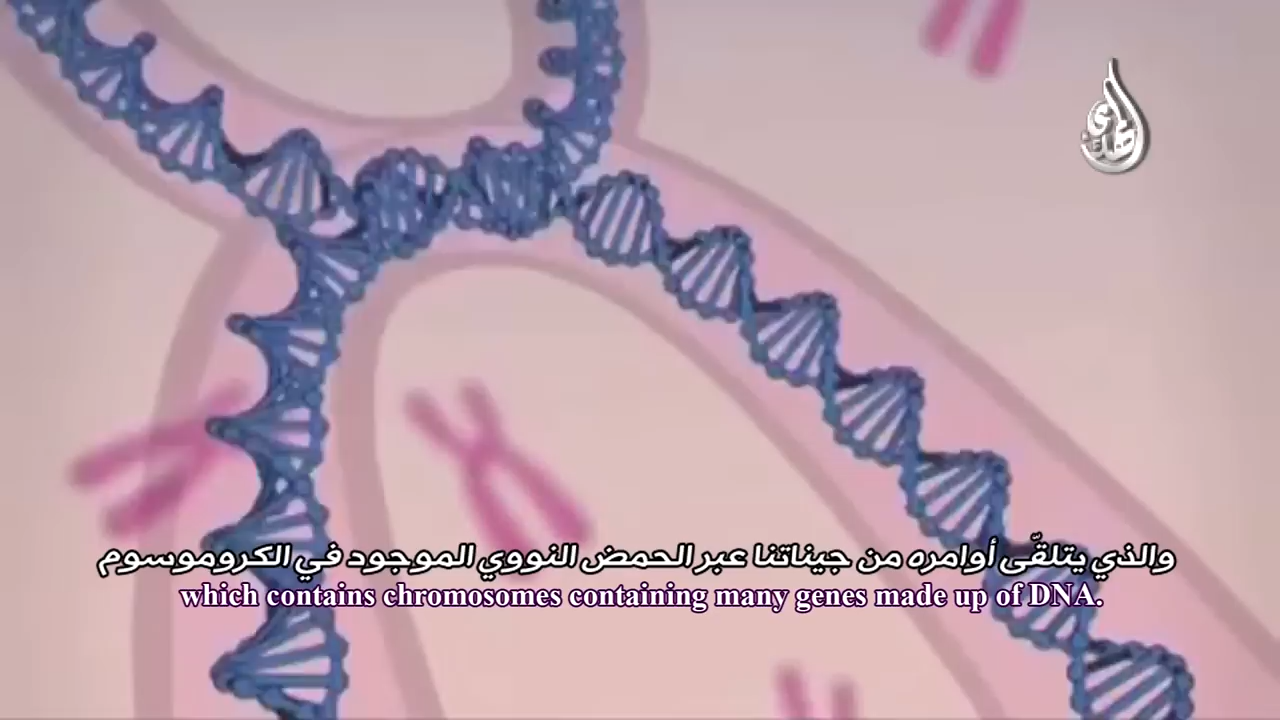 والذي يتلقّى أوامره من جيناتنا عبر الحمض النووي الموجود في الكروموسوم
which contains chromosomes containing many genes made up of DNA.